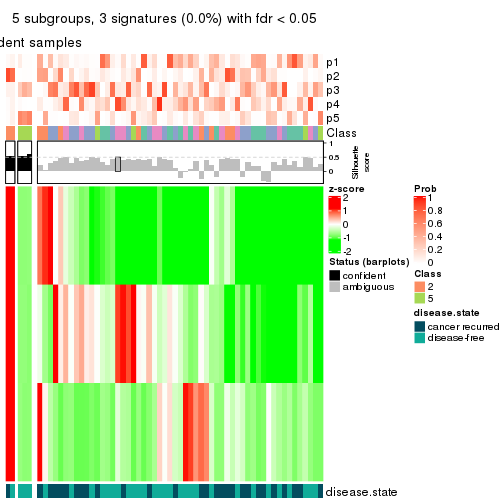 5 subgroups, 3 signatures (0.0%) with fdr < 0.05
dent samples
p1
p2
p3
p4
p5
Class
1
0.5
0
Silhouette
score
z-score
2
1
0
-1
-2
Status (barplots)
confident
ambiguous
Prob
1
0.8
0.6
0.4
0.2
0
Class
2
5
disease.state
cancer recurred
disease-free
disease.state